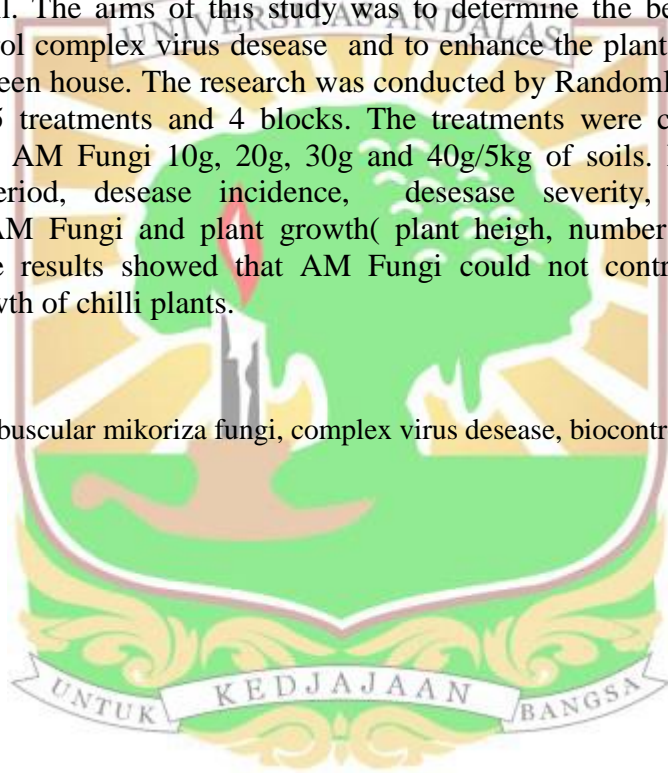 l. The aims of this study was to determine the be
UNIVERSITAS ANDALAS
ol complex virus desease and to enhance the plant
een house. The research was conducted by Randoml
5 treatments and 4 blocks. The treatments were c
AM Fungi 10g, 20g, 30g and 40g/5kg of soils.
eriod, desease incidence, desesase severity,
AM Fungi and plant growth( plant heigh, number
e results showed that AM Fungi could not contr
wth of chilli plants.
buscular mikoriza fungi, complex virus desease, biocontr
UNTUK KEDJAJAAN BANGSA